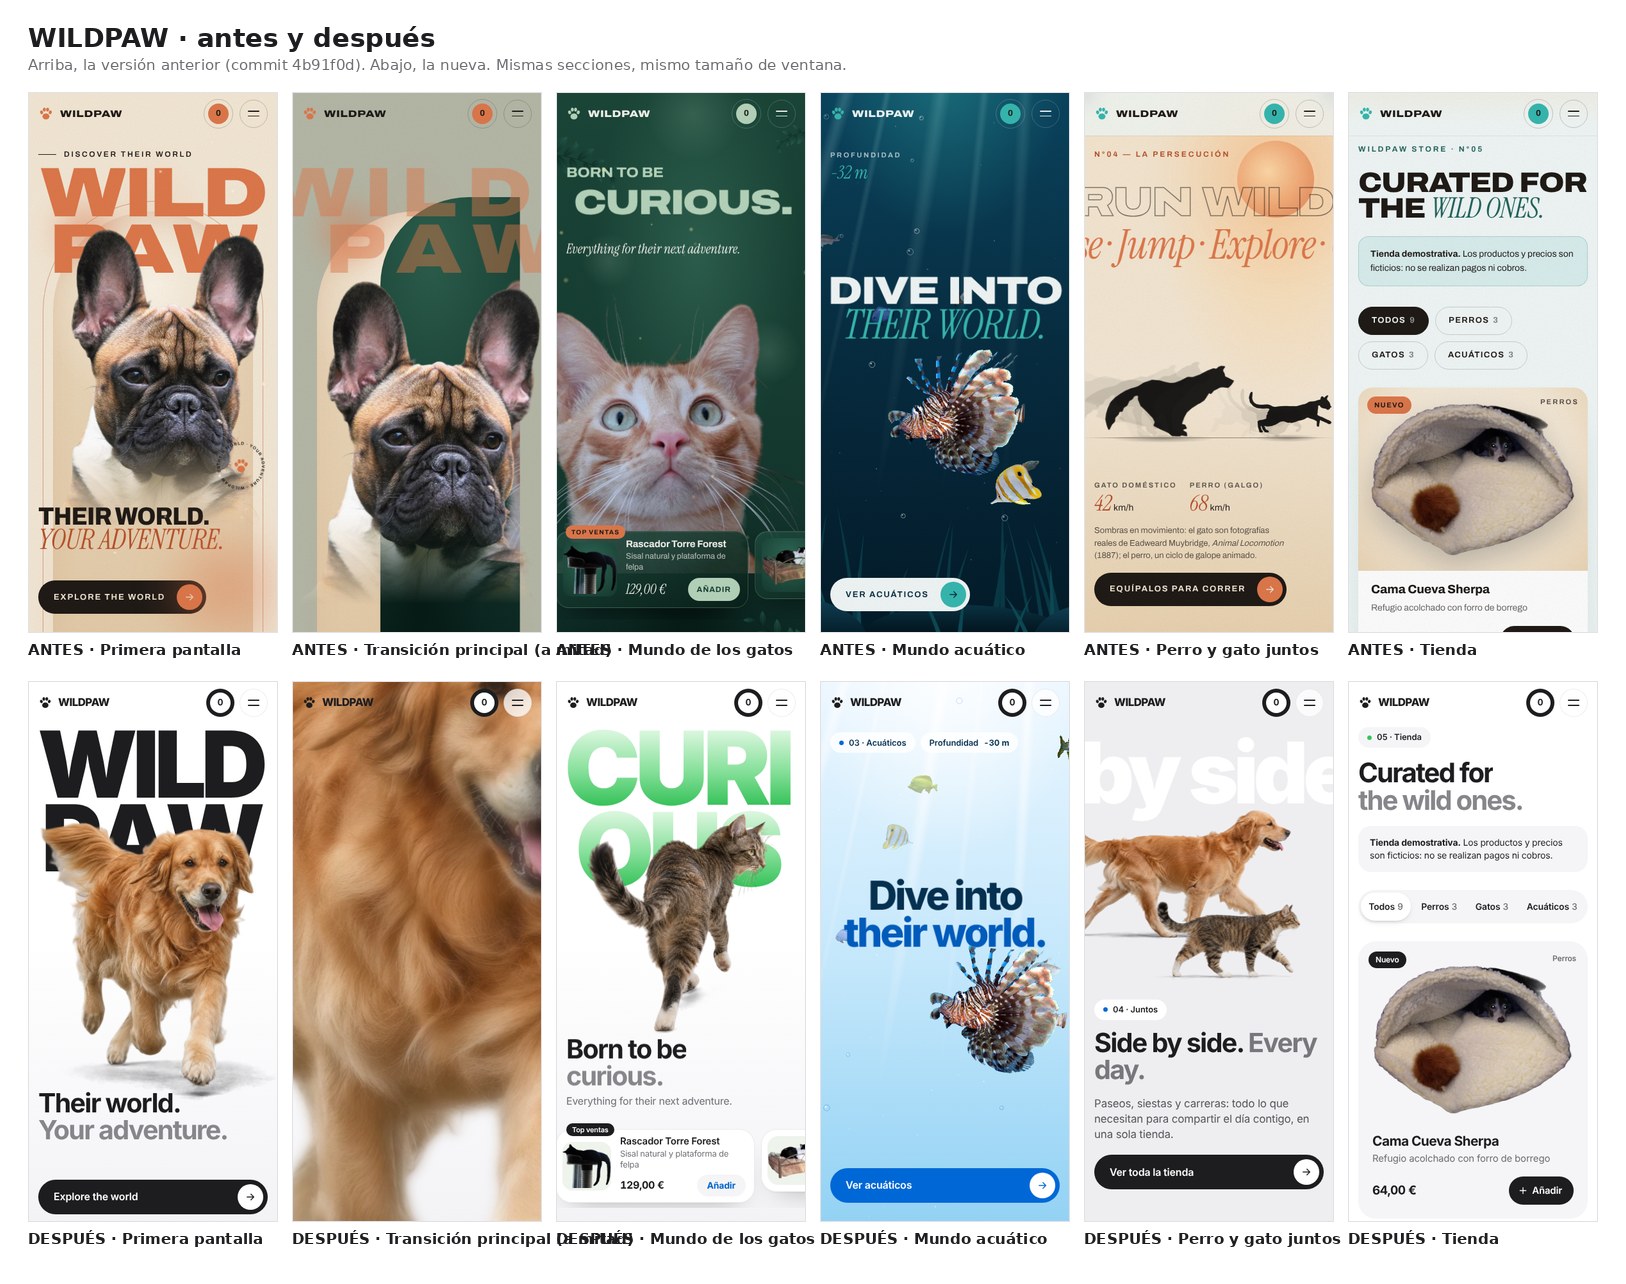 WILDPAW · antes y después
Arriba, la versión anterior (commit 4b91f0d). Abajo, la nueva. Mismas secciones, mismo tamaño de ventana.
WILDPAW
0
DISCOVER THEIR WORLD
WILD
PAW
THEIR WORLD.
YOUR ADVENTURE.
EXPLORE THE WORLD
ANTES · Primera pantalla
WILDPAW
0
WILD
PAW
ANTES · Transición principal (a mitad)
WILDPAW
0
BORN TO BE
CURIOUS.
Everything for their next adventure.
TOP VENTAS
Rascador Torre Forest
Sisal natural y plataforma de
felpa
129,00 €
AÑADIR
ANTES · Mundo de los gatos
WILDPAW
0
PROFUNDIDAD
-32 m
DIVE INTO
THEIR WORLD.
VER ACUÁTICOS
ANTES · Mundo acuático
WILDPAW
0
N°04 — LA PERSECUCIÓN
RUN WILD
se · Jump · Explore ·
GATO DOMÉSTICO
PERRO (GALGO)
42 km/h
68 km/h
Sombras en movimiento: el gato son fotografías
reales de Eadweard Muybridge, Animal Locomotion
(1887); el perro, un ciclo de galope animado.
EQUÍPALOS PARA CORRER
ANTES · Perro y gato juntos
WILDPAW
0
WILDPAW STORE · N°05
CURATED FOR
THE WILD ONES.
Tienda demostrativa. Los productos y precios son
ficticios: no se realizan pagos ni cobros.
TODOS 9
PERROS 3
GATOS 3
ACUÁTICOS 3
NUEVO
PERROS
Cama Cueva Sherpa
Refugio acolchado con forro de borrego
ANTES · Tienda
WILDPAW
0
WILD
PAW
Their world.
Your adventure.
Explore the world
DESPUÉS · Primera pantalla
WILDPAW
0
DESPUÉS · Transición principal (a mitad)
WILDPAW
0
CURI
OUS
Born to be
curious.
Everything for their next adventure.
Top ventas
Rascador Torre Forest
Sisal natural y plataforma de
felpa
129,00 €
Añadir
DESPUÉS · Mundo de los gatos
WILDPAW
0
03 · Acuáticos
Profundidad -30 m
Dive into
their world.
Ver acuáticos
DESPUÉS · Mundo acuático
WILDPAW
0
by side
04 · Juntos
Side by side. Every
day.
Paseos, siestas y carreras: todo lo que
necesitan para compartir el día contigo, en
una sola tienda.
Ver toda la tienda
DESPUÉS · Perro y gato juntos
WILDPAW
0
05 · Tienda
Curated for
the wild ones.
Tienda demostrativa. Los productos y precios
son ficticios: no se realizan pagos ni cobros.
Todos 9
Perros 3
Gatos 3
Acuáticos 3
Nuevo
Perros
Cama Cueva Sherpa
Refugio acolchado con forro de borrego
64,00 €
+ Añadir
DESPUÉS · Tienda